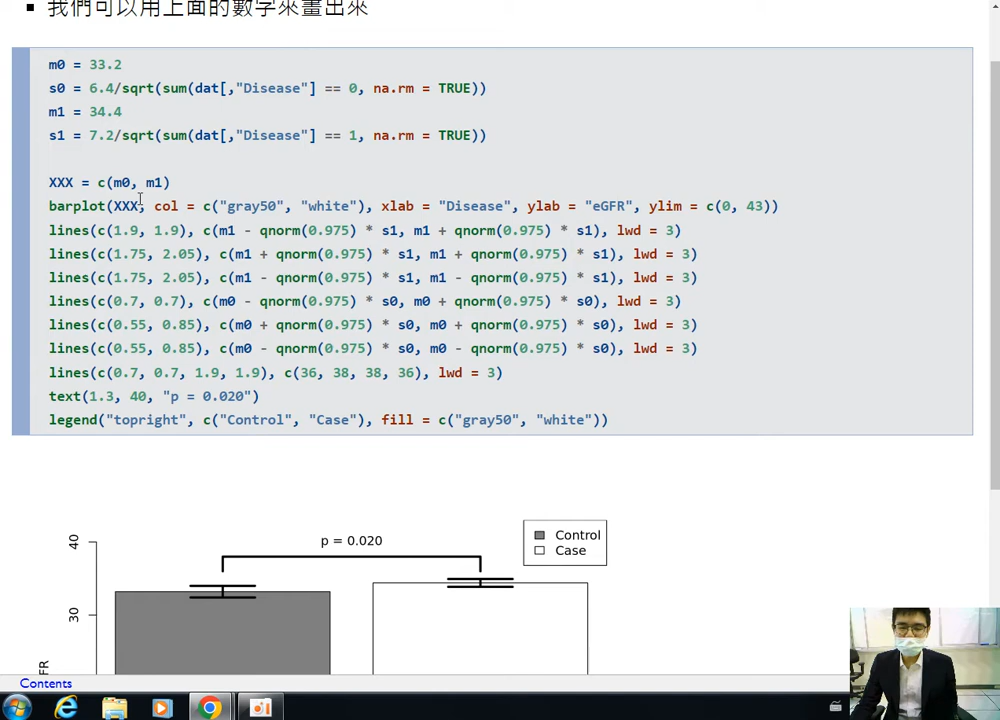 ▪ 我們可以用上面的數字來畫出來
m0 = 33.2
s0 = 6.4/sqrt(sum(dat[,"Disease"] == 0, na.rm = TRUE))
m1 = 34.4
s1 = 7.2/sqrt(sum(dat[,"Disease"] == 1, na.rm = TRUE))
XXX = c(m0, m1)
barplot(XXX, col = c("gray50", "white"), xlab = "Disease", ylab = "eGFR", ylim = c(0, 43))
lines(c(1.9, 1.9), c(m1 - qnorm(0.975) * s1, m1 + qnorm(0.975) * s1), lwd = 3)
lines(c(1.75, 2.05), c(m1 + qnorm(0.975) * s1, m1 + qnorm(0.975) * s1), lwd = 3)
lines(c(1.75, 2.05), c(m1 - qnorm(0.975) * s1, m1 - qnorm(0.975) * s1), lwd = 3)
lines(c(0.7, 0.7), c(m0 - qnorm(0.975) * s0, m0 + qnorm(0.975) * s0), lwd = 3)
lines(c(0.55, 0.85), c(m0 + qnorm(0.975) * s0, m0 + qnorm(0.975) * s0), lwd = 3)
lines(c(0.55, 0.85), c(m0 - qnorm(0.975) * s0, m0 - qnorm(0.975) * s0), lwd = 3)
lines(c(0.7, 0.7, 1.9, 1.9), c(36, 38, 38, 36), lwd = 3)
text(1.3, 40, "p = 0.020")
legend("topright", c("Control", "Case"), fill = c("gray50", "white"))
Control
Case
p = 0.020
40
30
FR
Contents